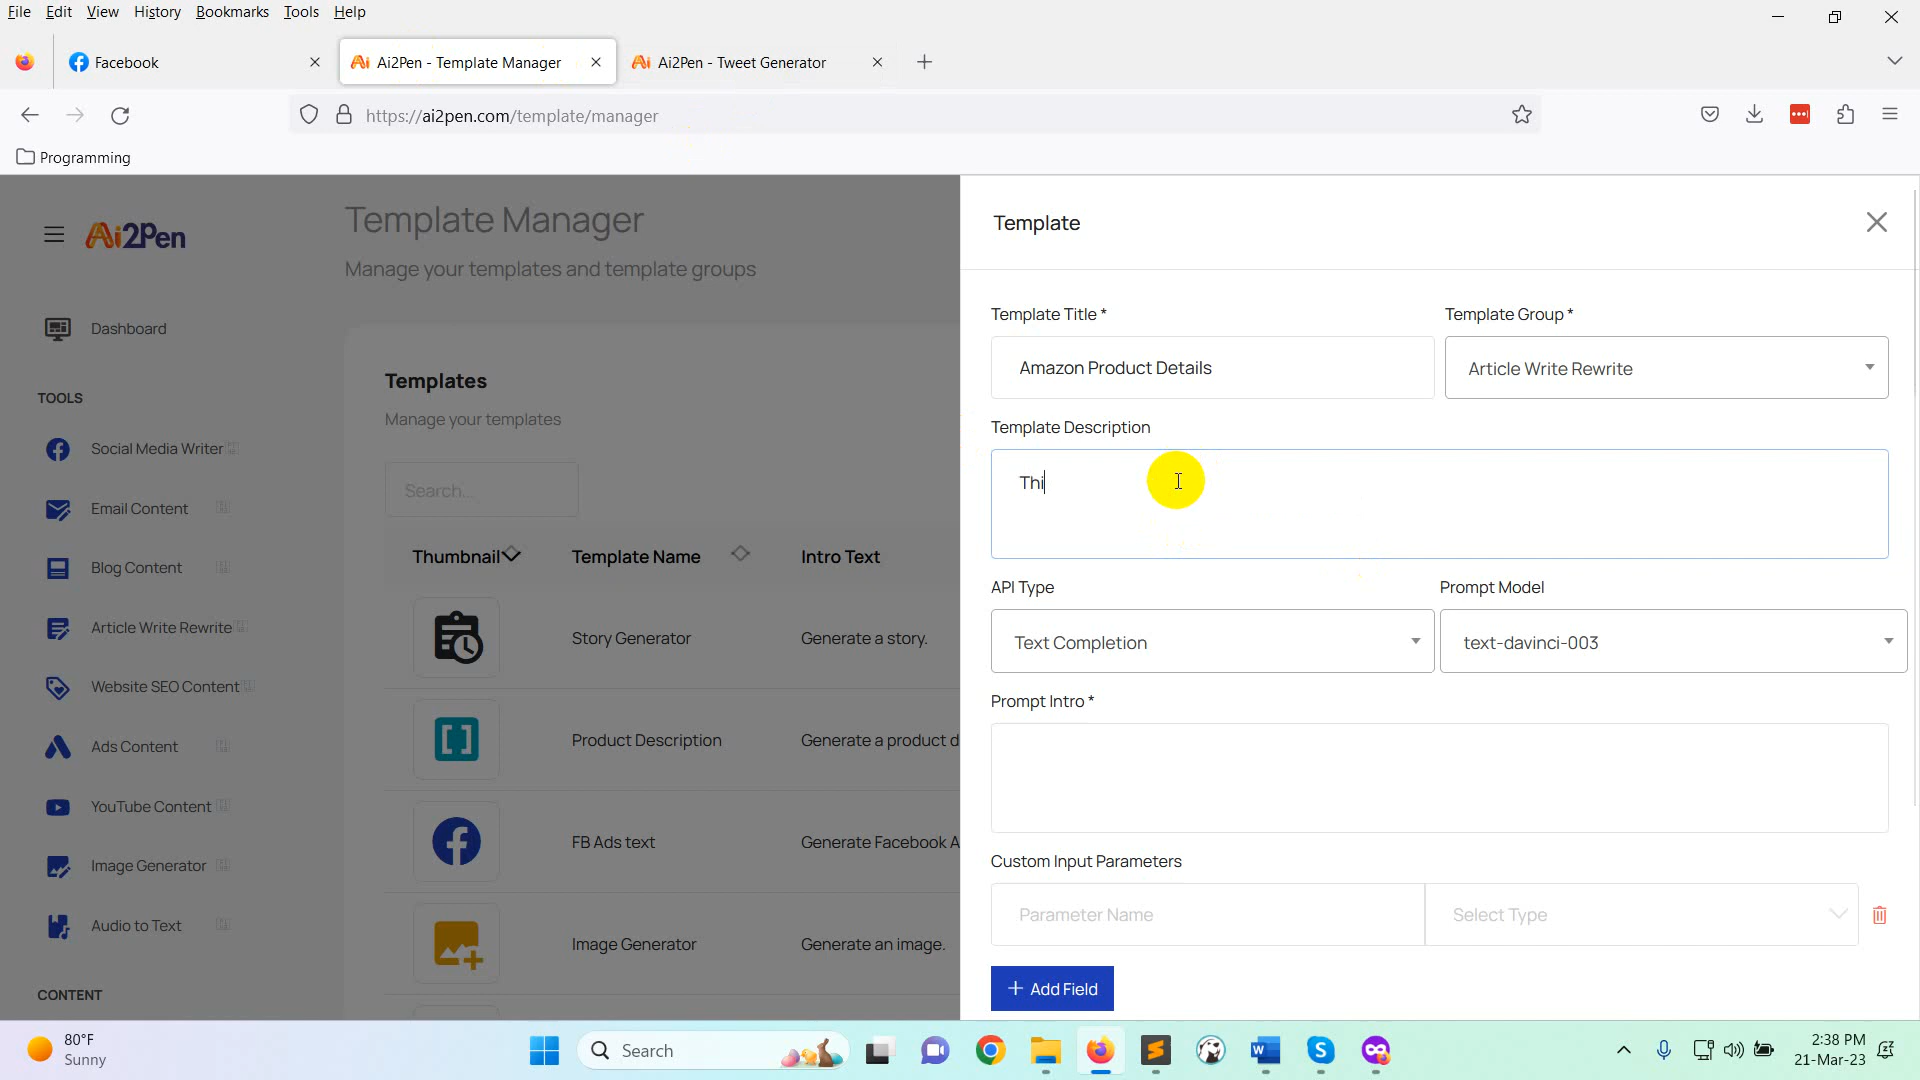 File Edit View History Bookmarks Tools Help
Facebook
Ai2Pen - Template Manager
Ai2Pen - Tweet Generator
https://ai2pen.com/template/manager
Programming
Ai2Pen
Dashboard
TOOLS
Social Media Writer
Email Content
Blog Content
Article Write Rewrite
Website SEO Content
Ads Content
YouTube Content
Image Generator
Audio to Text
CONTENT
Template Manager
Manage your templates and template groups
Templates
Manage your templates
Search...
Thumbnail Template Name Intro Text
Story Generator Generate a story.
Product Description Generate a product d
FB Ads text Generate Facebook A
Image Generator Generate an image.
Template
Template Title * Template Group *
Amazon Product Details Article Write Rewrite
Template Description
Thi
API Type Prompt Model
Text Completion text-davinci-003
Prompt Intro *
Custom Input Parameters
Parameter Name Select Type
+ Add Field
80°F
Sunny
Search
2:38 PM
21-Mar-23